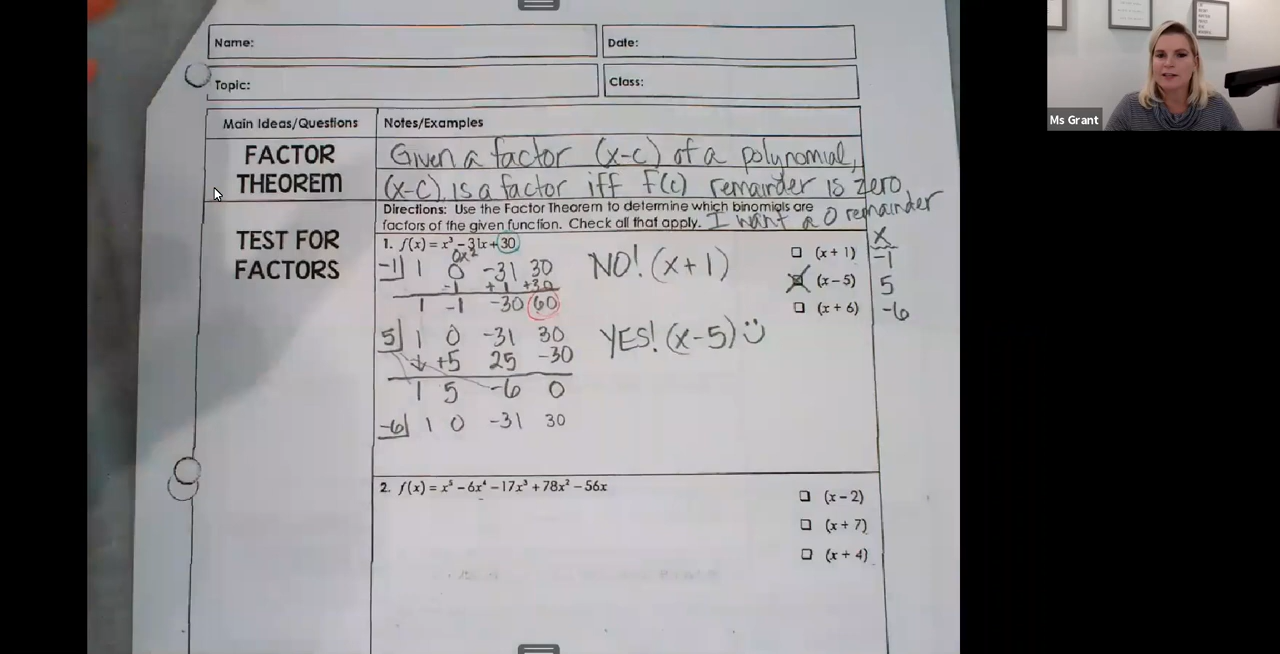 Name:
Date:
Topic:
Class:
Main Ideas/Questions
Notes/Examples
FACTOR
THEOREM
Given a factor (x-c) of a polynomial,
(x-c) is a factor iff f(c) remainder is zero
Directions: Use the Factor Theorem to determine which binomials are
factors of the given function. Check all that apply. I want a 0 remainder
TEST FOR
FACTORS
1. f(x) = x³ − 31x + 30
0x²
-1 1 0 -31 30
-1 +1 +30
1 -1 -30 60
NO! (x+1)
5 1 0 -31 30
↓ +5 25 -30
1 5 -6 0
YES! (x-5)
-6 1 0 -31 30
x
(x + 1) -1
(x − 5) 5
(x + 6) -6
2. f(x) = x⁵ − 6x⁴ − 17x³ + 78x² − 56x
(x − 2)
(x + 7)
(x + 4)
Ms Grant